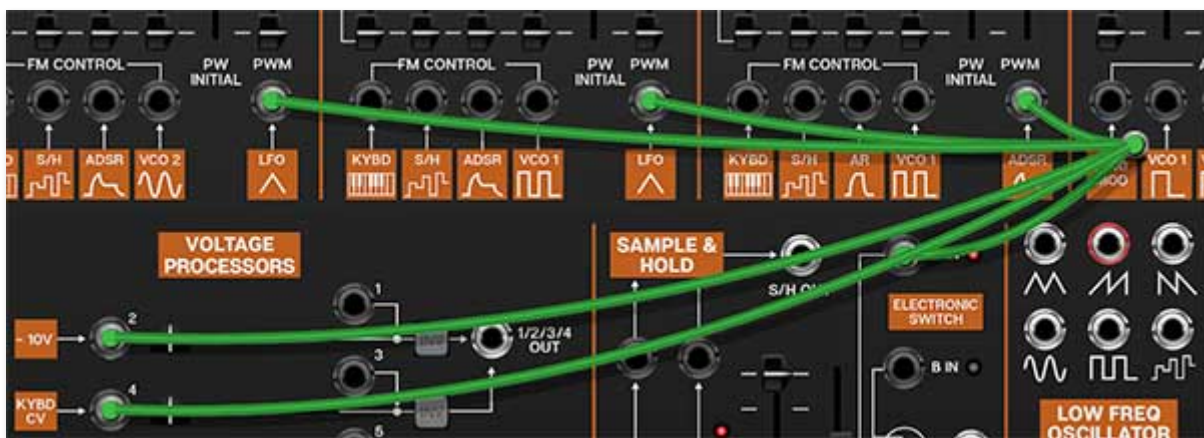 FM CONTROL
PW
INITIAL
PWM
FM CONTROL
PW
INITIAL
PWM
FM CONTROL
PW
INITIAL
PWM
S/H
ADSR
VCO 2
LFO
KYBD
S/H
ADSR
VCO 1
LFO
KYBD
S/H
AR
VCO 1
ADSR
VCO 1
VOLTAGE
PROCESSORS
SAMPLE &
HOLD
S/H OUT
ELECTRONIC
SWITCH
1
2
- 10V
1/2/3/4
OUT
3
B IN
4
KYBD
CV
5
LOW FREQ
OSCILLATOR